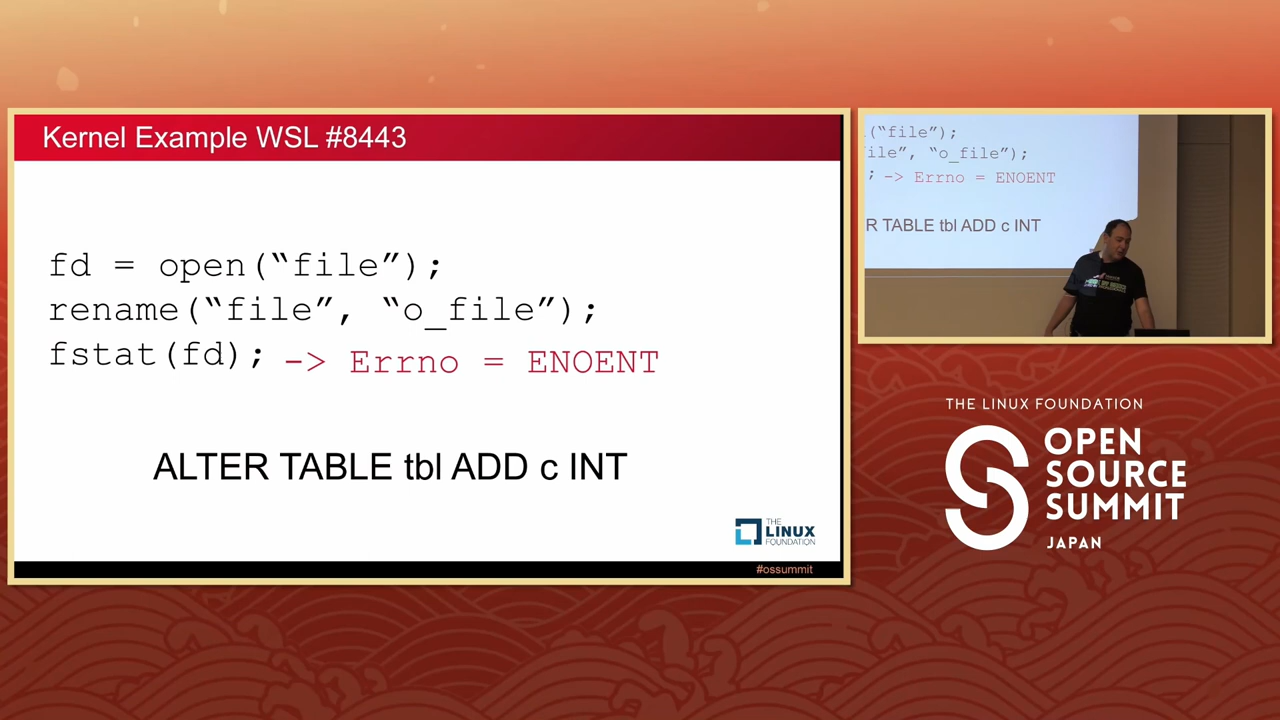 Kernel Example WSL #8443
fd = open(“file”);
rename(“file”, “o_file”);
fstat(fd); -> Errno = ENOENT
ALTER TABLE tbl ADD c INT
THE
LINUX
FOUNDATION
#ossummit
(“file”);
ile”, “o_file”);
; -> Errno = ENOENT
R TABLE tbl ADD c INT
THE LINUX FOUNDATION
OPEN
SOURCE
SUMMIT
JAPAN